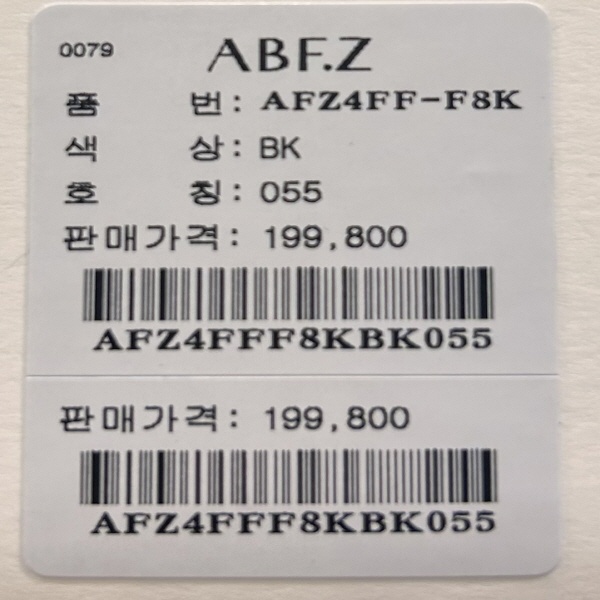 0079 ABF.Z
품 번: AFZ4FF-F8K
색 상: BK
호 칭: 055
판매가격: 199,800
AFZ4FFF8KBK055
판매가격: 199,800
AFZ4FFF8KBK055